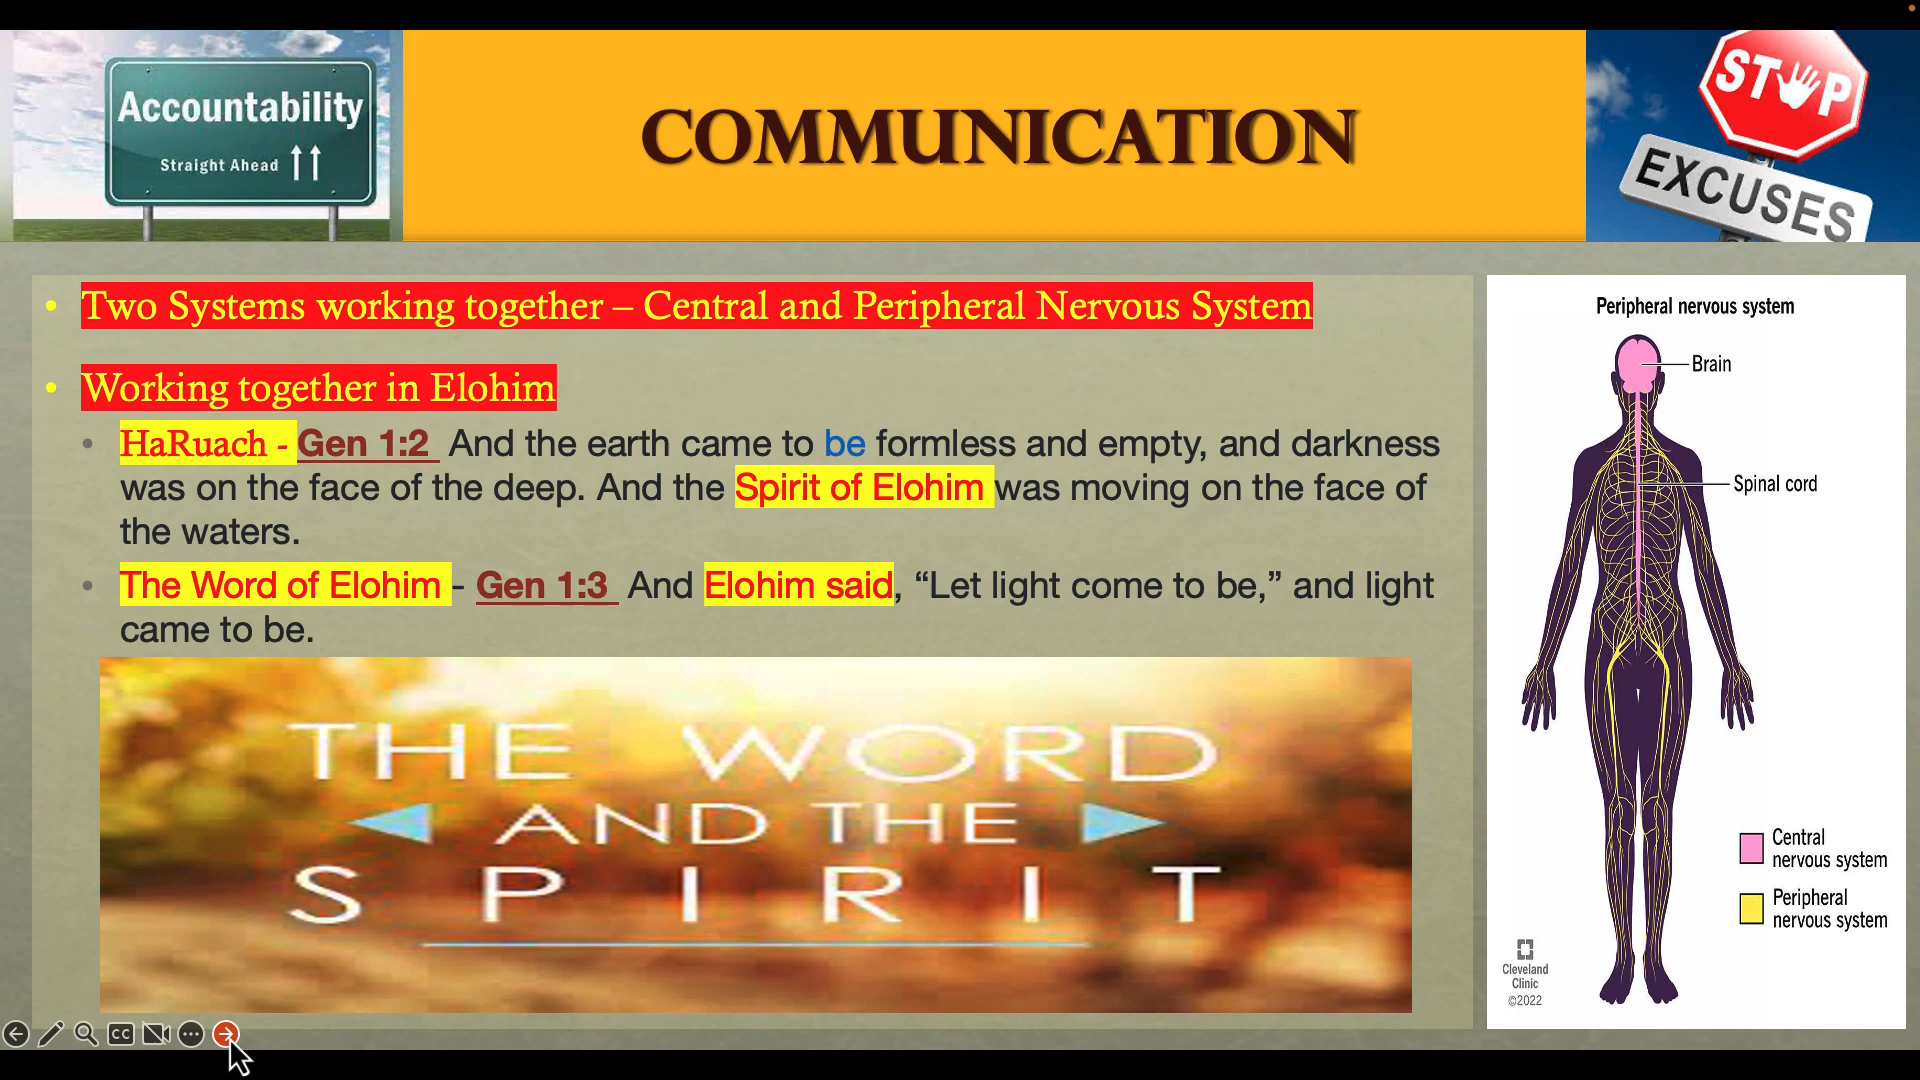 Accountability
Straight Ahead
COMMUNICATION
STOP
EXCUSES
• Two Systems working together – Central and Peripheral Nervous System
• Working together in Elohim
• HaRuach - Gen 1:2 And the earth came to be formless and empty, and darkness
was on the face of the deep. And the Spirit of Elohim was moving on the face of
the waters.
• The Word of Elohim - Gen 1:3 And Elohim said, “Let light come to be,” and light
came to be.
THE WORD
AND THE
SPIRIT
Peripheral nervous system
Brain
Spinal cord
Central
nervous system
Peripheral
nervous system
Cleveland
Clinic
©2022
CC